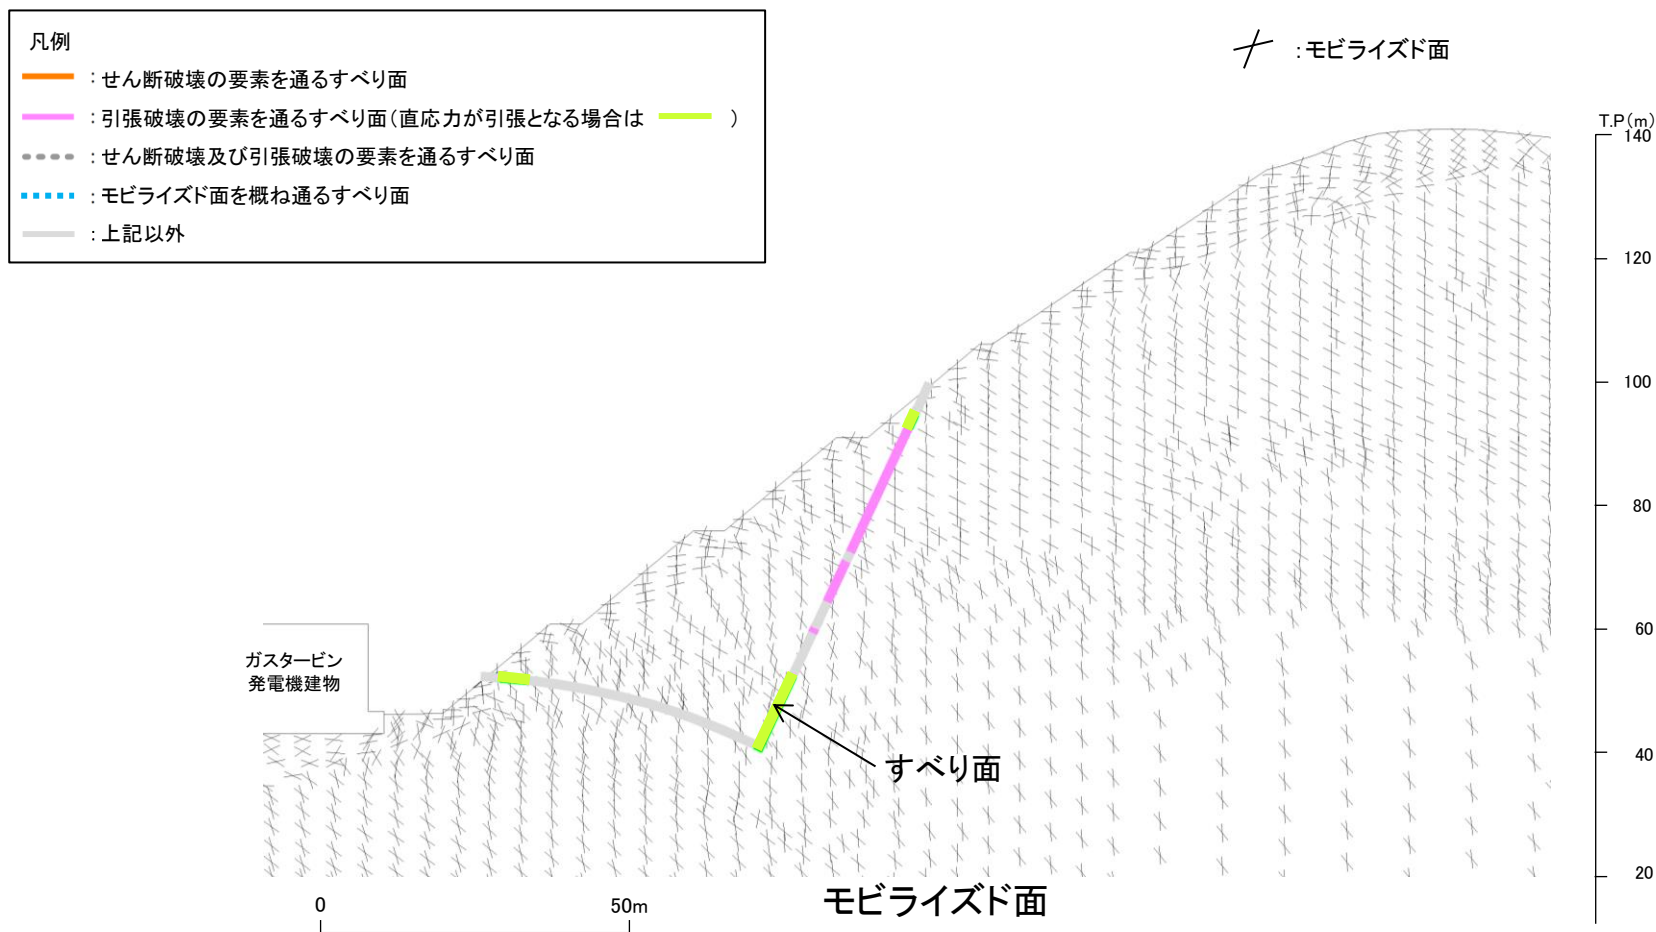 凡例
:せん断破壊の要素を通るすべり面
:引張破壊の要素を通るすべり面(直応力が引張となる場合は )
:せん断破壊及び引張破壊の要素を通るすべり面
:モビライズド面を概ね通るすべり面
:上記以外
:モビライズド面
T.P(m)
140
120
100
80
60
40
20
ガスタービン
発電機建物
すべり面
モビライズド面
0
50m